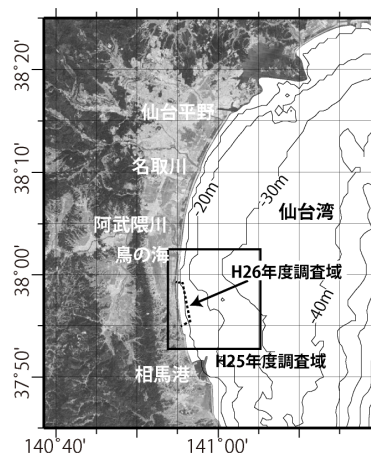 38°20'
仙台平野
-20m
-30m
38°10'
名取川
仙台湾
阿武隈川
鳥の海
38°00'
H26年度調査域
-40m
H25年度調査域
37°50'
相馬港
140°40'
141°00'